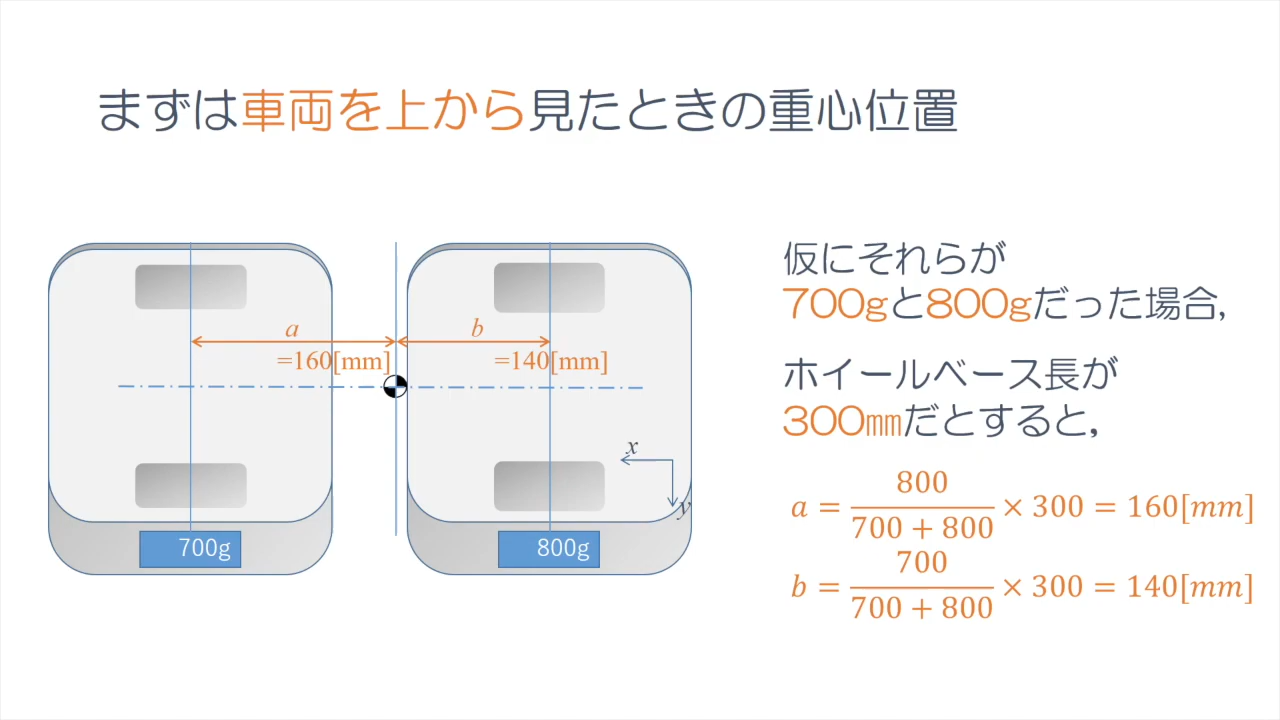 まずは車両を上から見たときの重心位置
a
=160[mm]
b
=140[mm]
x
y
700g
800g
仮にそれらが
700gと800gだった場合,
ホイールベース長が
300㎜だとすると,
a = 800 / (700 + 800) × 300 = 160[mm]
b = 700 / (700 + 800) × 300 = 140[mm]